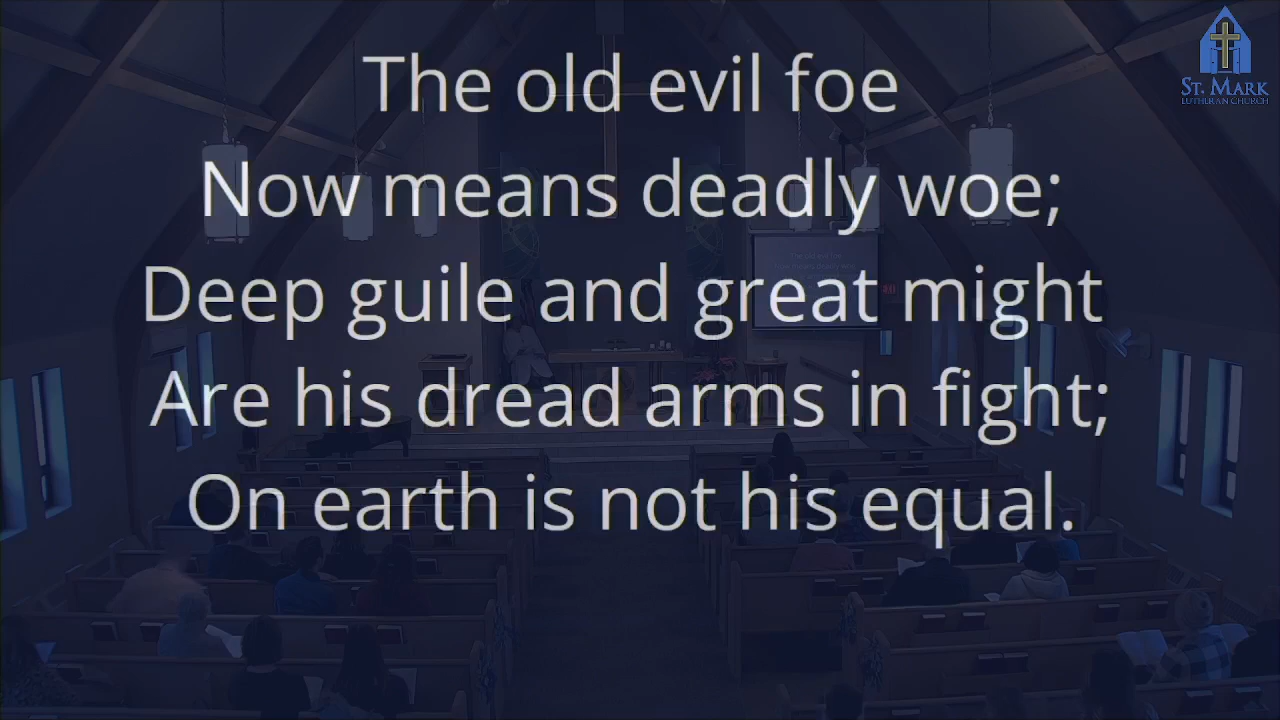 The old evil foe
Now means deadly woe;
Deep guile and great might
Are his dread arms in fight;
On earth is not his equal.
ST. MARK
LUTHERAN CHURCH